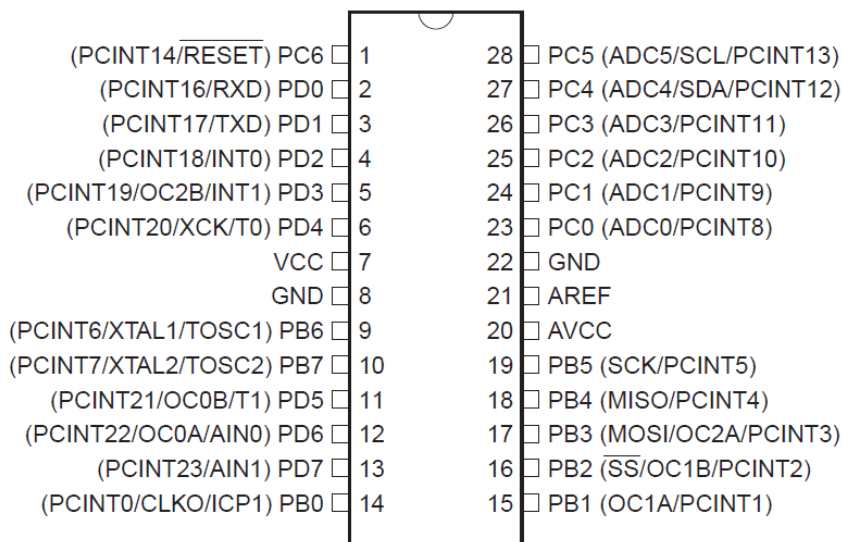 (PCINT14/RESET) PC6 1 28 PC5 (ADC5/SCL/PCINT13)
(PCINT16/RXD) PD0 2 27 PC4 (ADC4/SDA/PCINT12)
(PCINT17/TXD) PD1 3 26 PC3 (ADC3/PCINT11)
(PCINT18/INT0) PD2 4 25 PC2 (ADC2/PCINT10)
(PCINT19/OC2B/INT1) PD3 5 24 PC1 (ADC1/PCINT9)
(PCINT20/XCK/T0) PD4 6 23 PC0 (ADC0/PCINT8)
VCC 7 22 GND
GND 8 21 AREF
(PCINT6/XTAL1/TOSC1) PB6 9 20 AVCC
(PCINT7/XTAL2/TOSC2) PB7 10 19 PB5 (SCK/PCINT5)
(PCINT21/OC0B/T1) PD5 11 18 PB4 (MISO/PCINT4)
(PCINT22/OC0A/AIN0) PD6 12 17 PB3 (MOSI/OC2A/PCINT3)
(PCINT23/AIN1) PD7 13 16 PB2 (SS/OC1B/PCINT2)
(PCINT0/CLKO/ICP1) PB0 14 15 PB1 (OC1A/PCINT1)